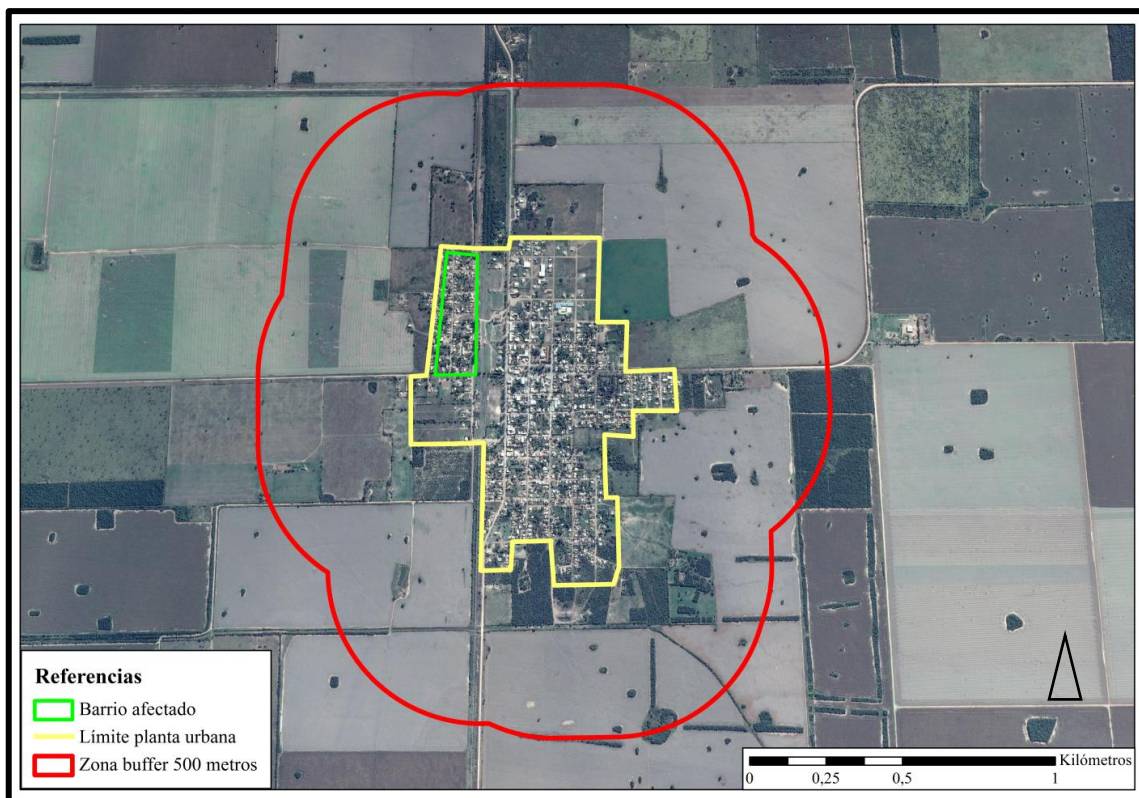 Referencias
Barrio afectado
Límite planta urbana
Zona buffer 500 metros
Kilómetros
0 0,25 0,5 1